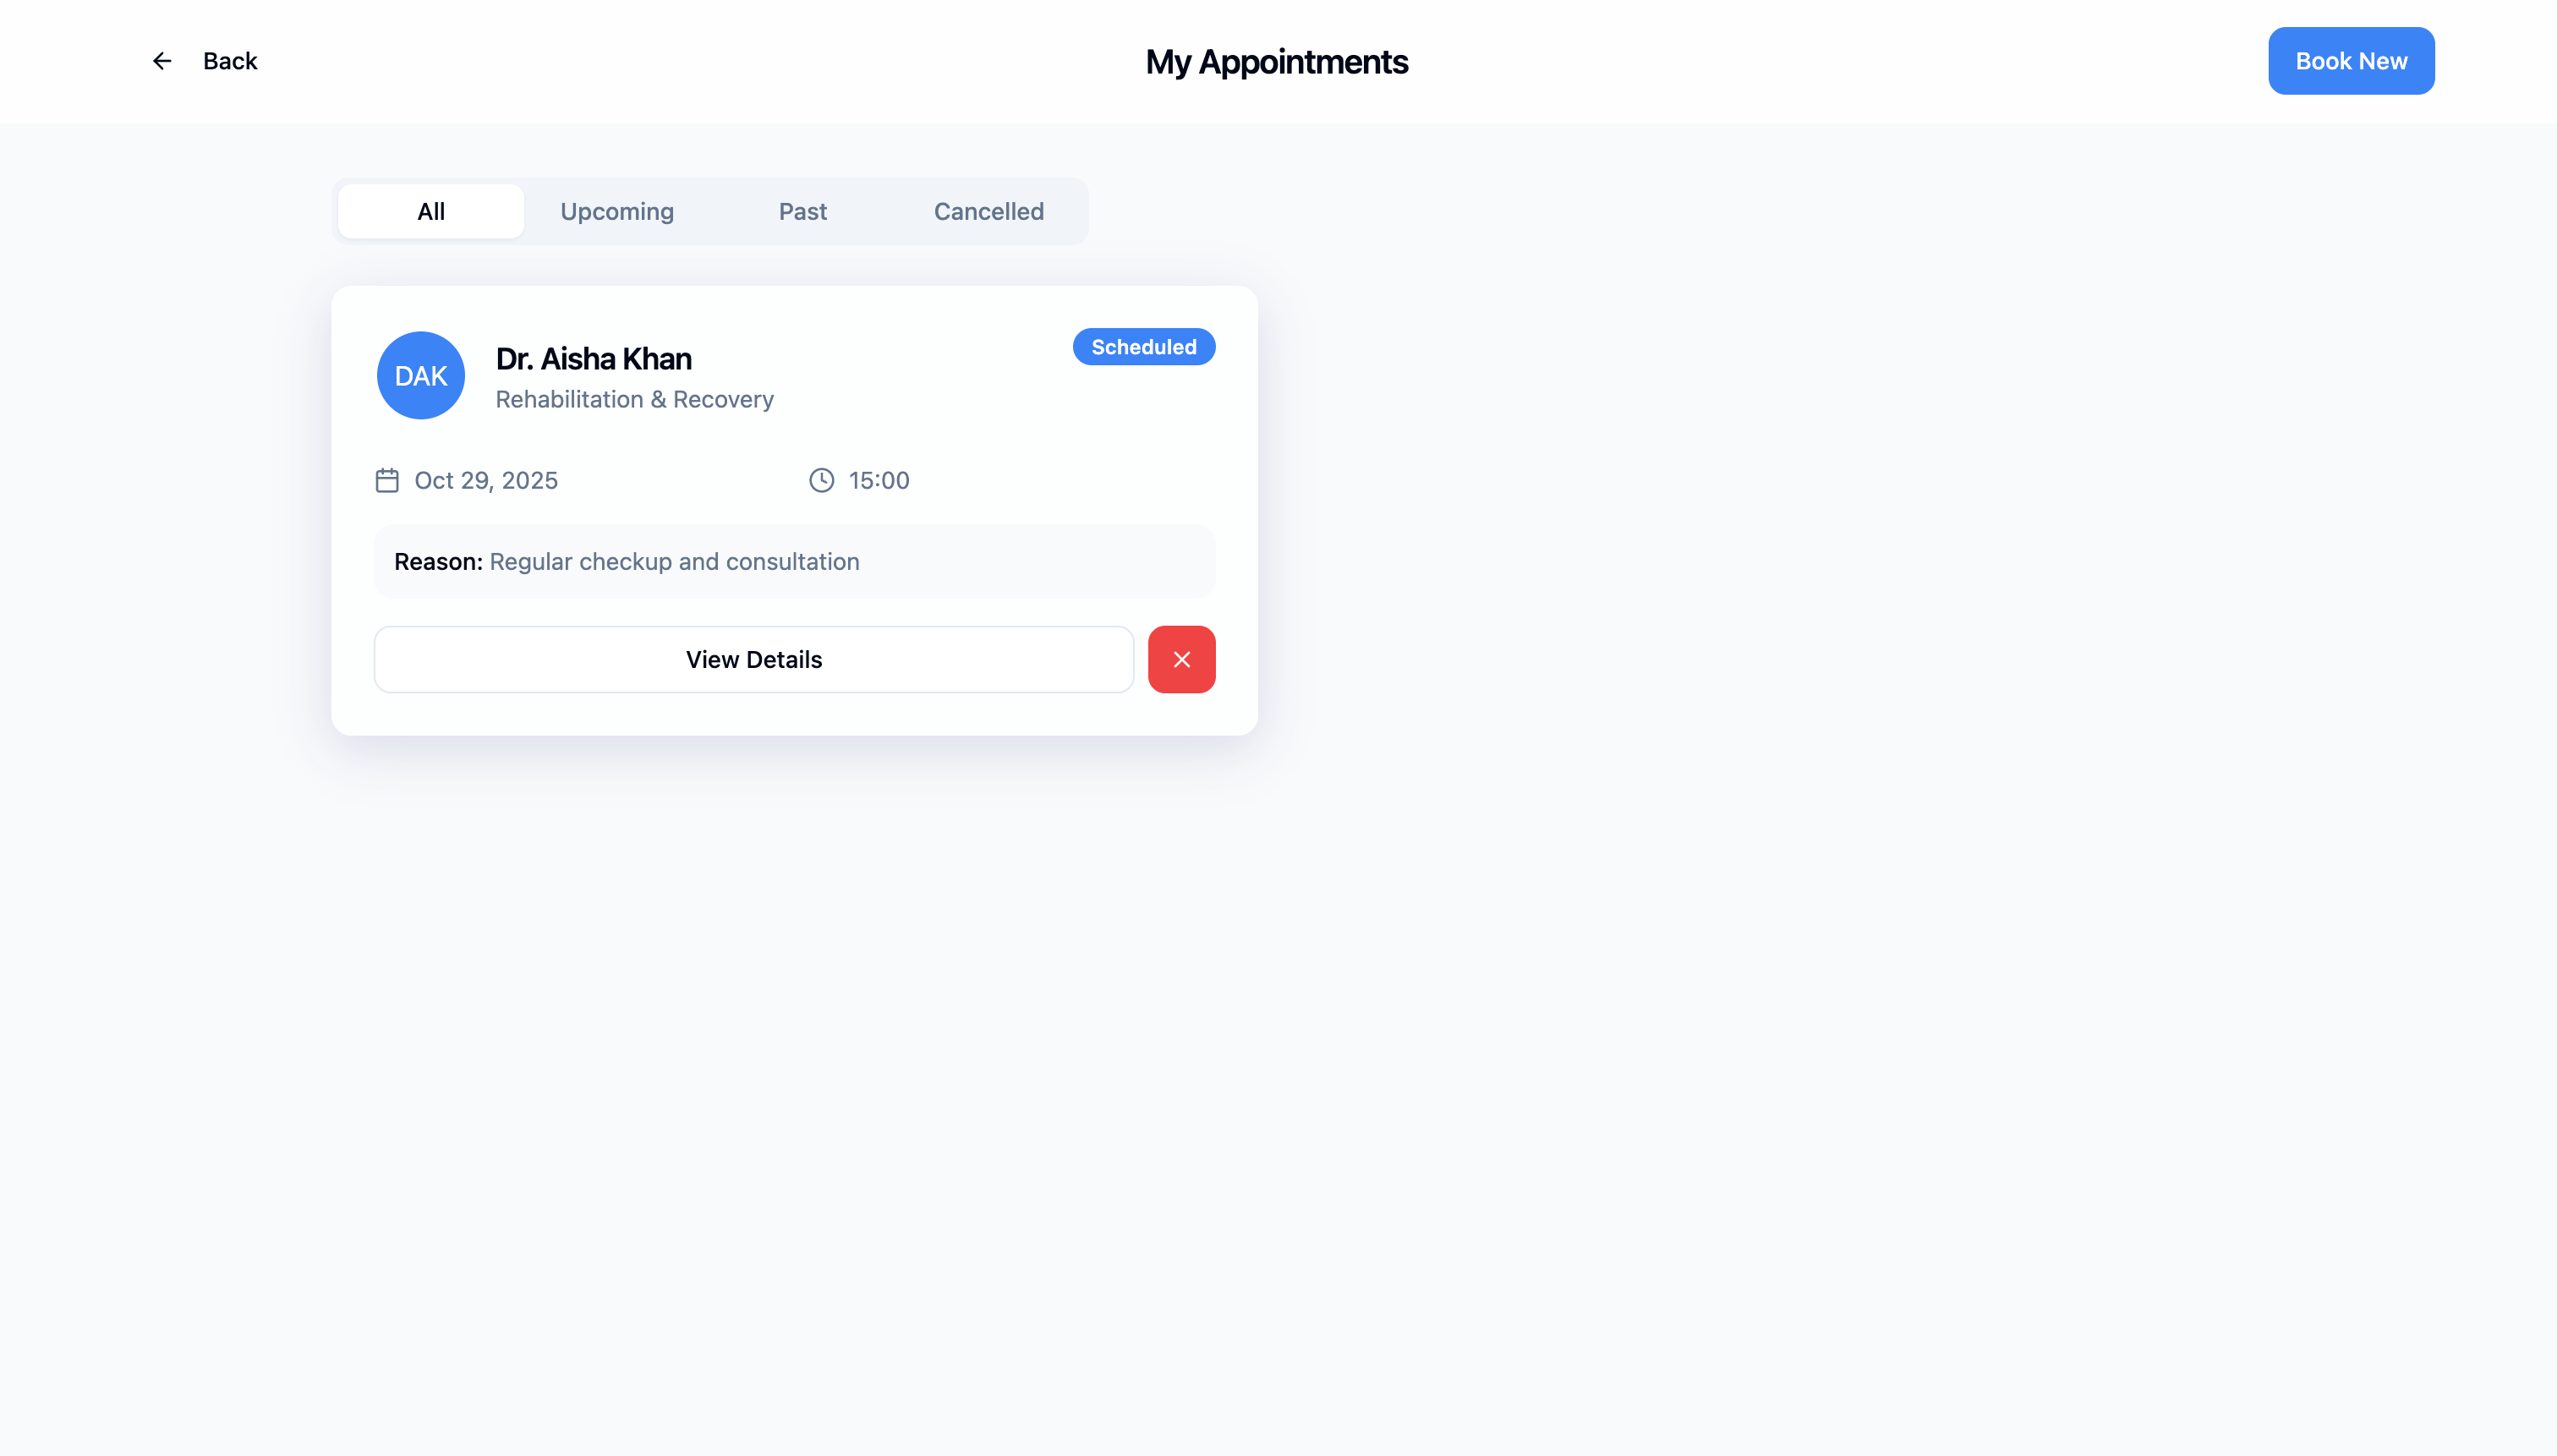 Back
My Appointments
Book New
All
Upcoming
Past
Cancelled
DAK
Dr. Aisha Khan
Scheduled
Rehabilitation & Recovery
Oct 29, 2025
15:00
Reason: Regular checkup and consultation
View Details